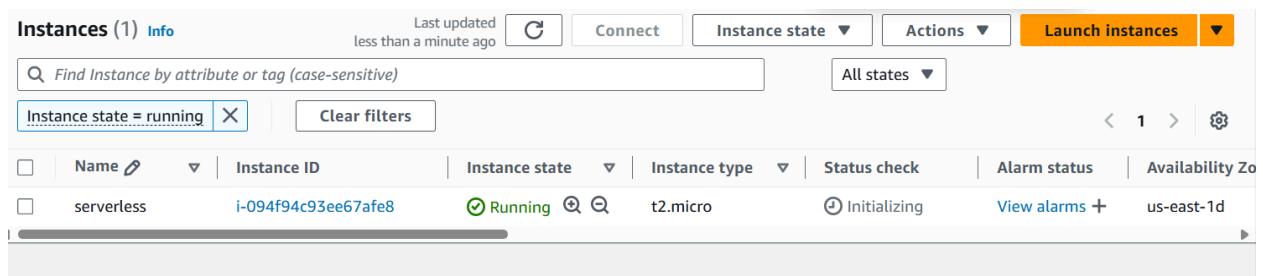 Instances (1) Info
Last updated
less than a minute ago
Connect
Instance state
Actions
Launch instances
Find Instance by attribute or tag (case-sensitive)
All states
Instance state = running
Clear filters
1
Name Instance ID Instance state Instance type Status check Alarm status Availability Zo
serverless i-094f94c93ee67afe8 Running t2.micro Initializing View alarms + us-east-1d